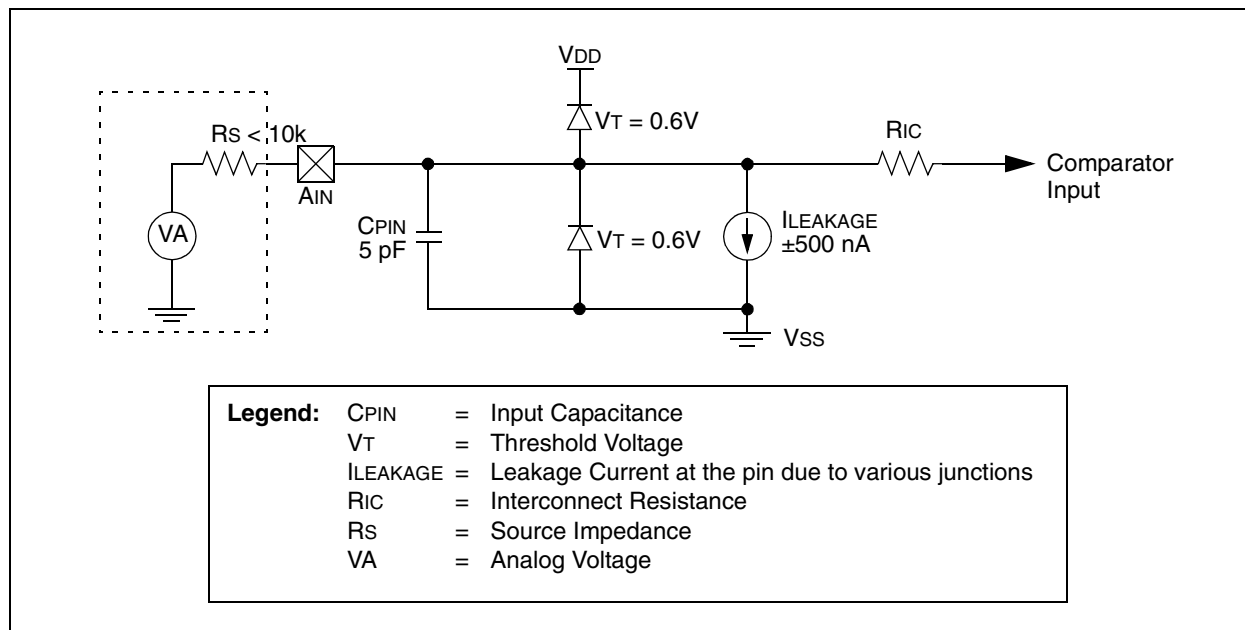 VDD
VT = 0.6V
RS < 10k
RIC
AIN
Comparator
Input
VA
CPIN
5 pF
VT = 0.6V
ILEAKAGE
±500 nA
VSS
Legend: CPIN = Input Capacitance
VT = Threshold Voltage
ILEAKAGE = Leakage Current at the pin due to various junctions
RIC = Interconnect Resistance
RS = Source Impedance
VA = Analog Voltage